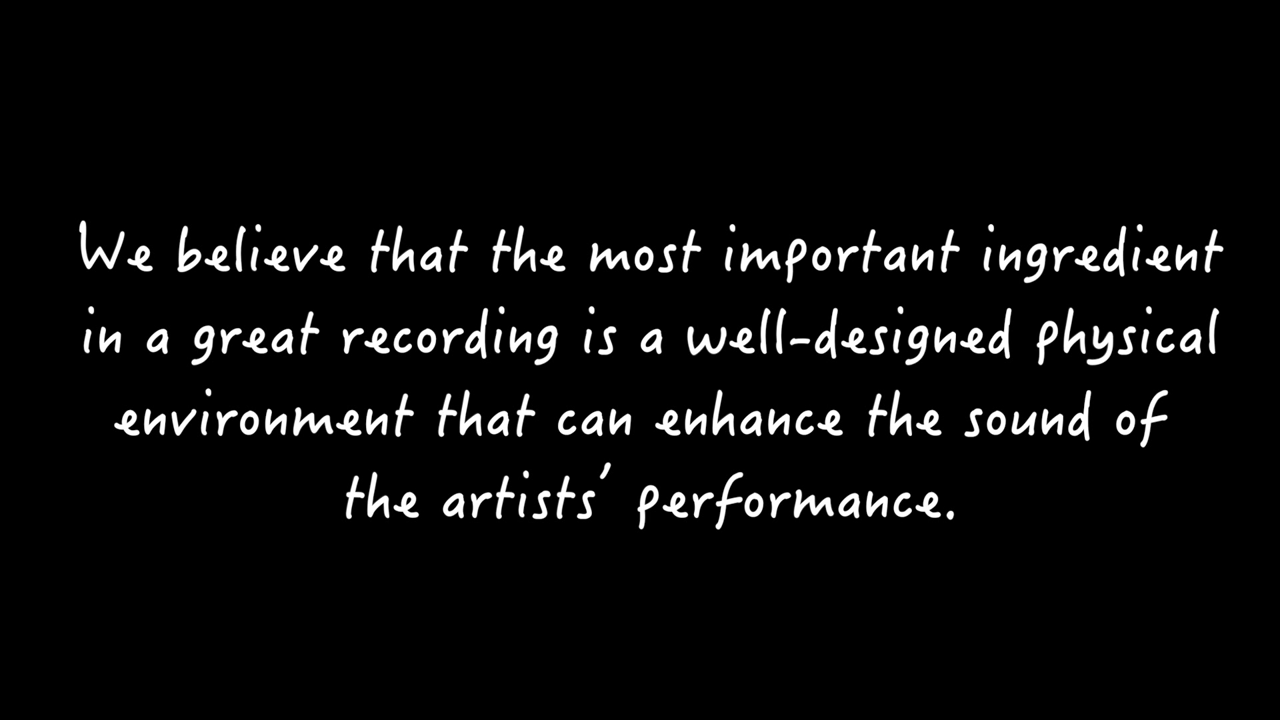 We believe that the most important ingredient
in a great recording is a well-designed physical
environment that can enhance the sound of
the artists’ performance.